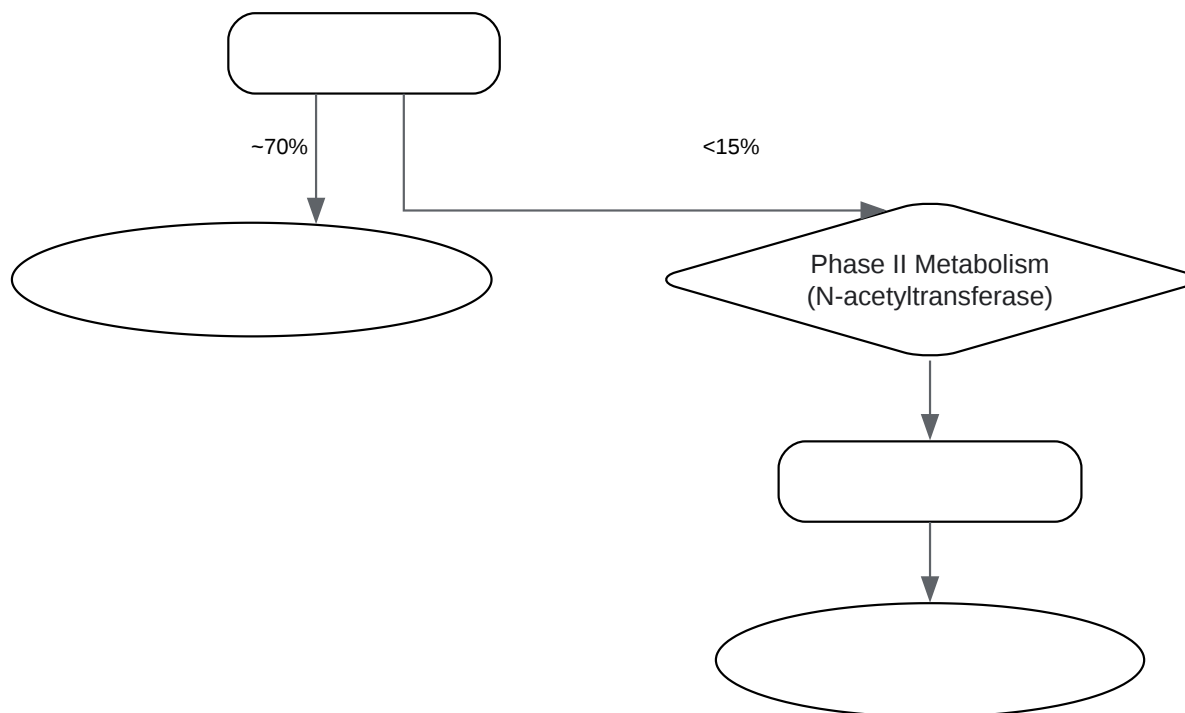 ~70%
<15%
Phase II Metabolism
(N-acetyltransferase)